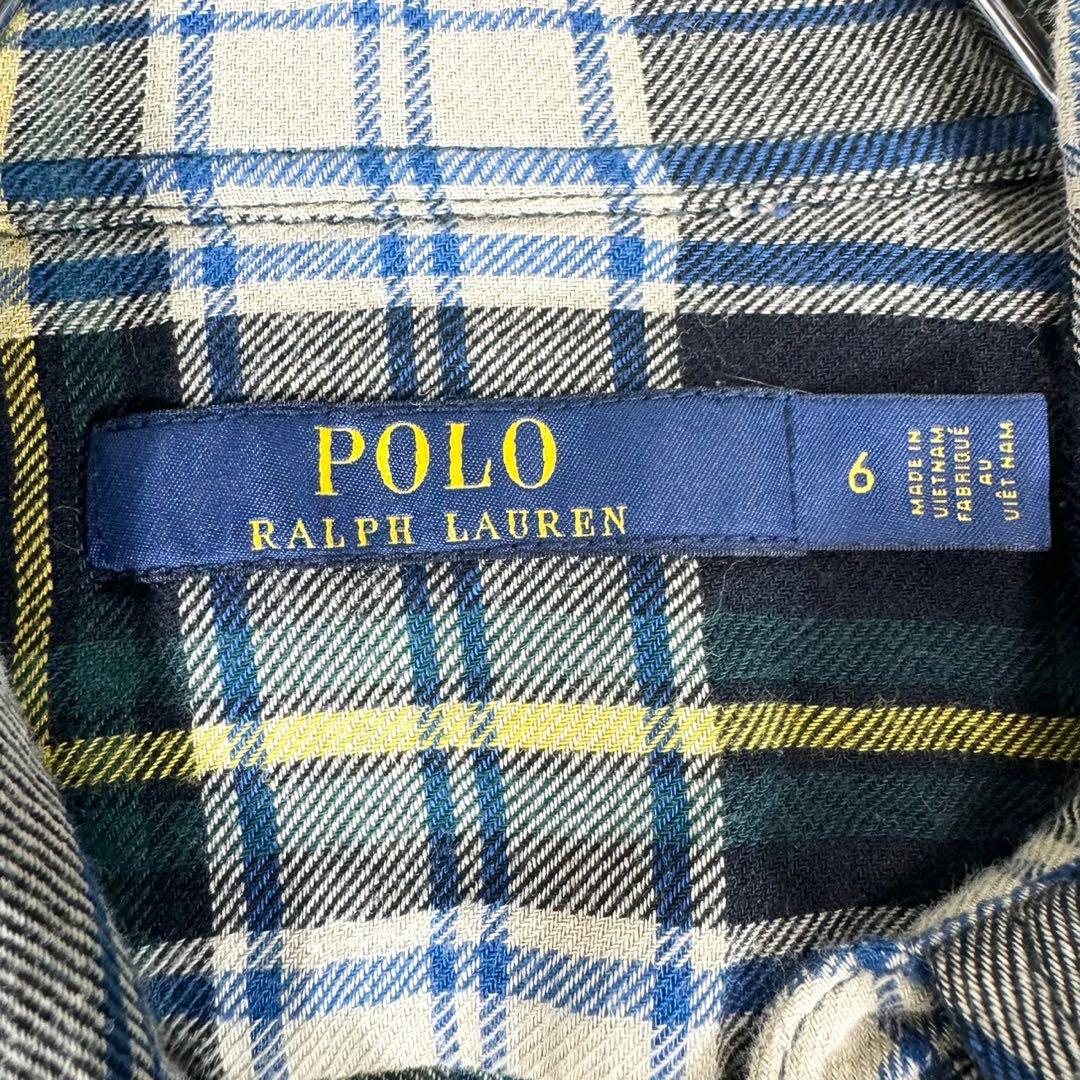 POLO
RALPH LAUREN
6
MADE IN
VIETNAM
FABRIQUÉ
AU
VIÊT NAM